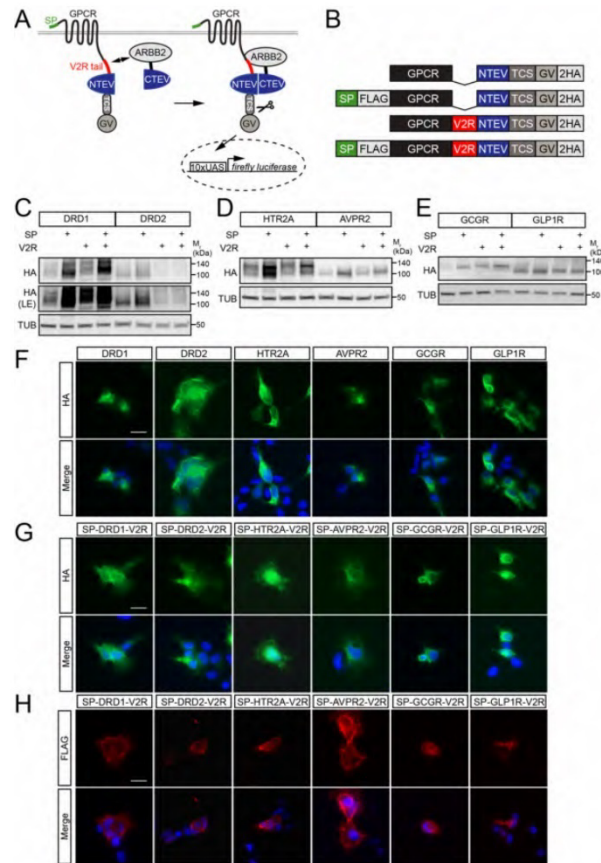 A
SP
GPCR
GPCR
V2R tail
ARBB2
ARBB2
NTEV
CTEV
NTEV
CTEV
TCS
TCS
GV
GV
10xUAS
firefly luciferase
B
GPCR NTEV TCS GV 2HA
SP FLAG GPCR NTEV TCS GV 2HA
GPCR V2R NTEV TCS GV 2HA
SP FLAG GPCR V2R NTEV TCS GV 2HA
C
DRD1 DRD2
SP + + + +
V2R + + + +
Mr (kDa)
HA
140
100
HA (LE)
140
100
TUB
50
D
HTR2A AVPR2
SP + + + +
V2R + + + +
Mr (kDa)
HA
140
100
TUB
50
E
GCGR GLP1R
SP + + + +
V2R + + + +
Mr (kDa)
HA
140
100
TUB
50
F
DRD1 DRD2 HTR2A AVPR2 GCGR GLP1R
HA
Merge
G
SP-DRD1-V2R SP-DRD2-V2R SP-HTR2A-V2R SP-AVPR2-V2R SP-GCGR-V2R SP-GLP1R-V2R
HA
Merge
H
SP-DRD1-V2R SP-DRD2-V2R SP-HTR2A-V2R SP-AVPR2-V2R SP-GCGR-V2R SP-GLP1R-V2R
FLAG
Merge